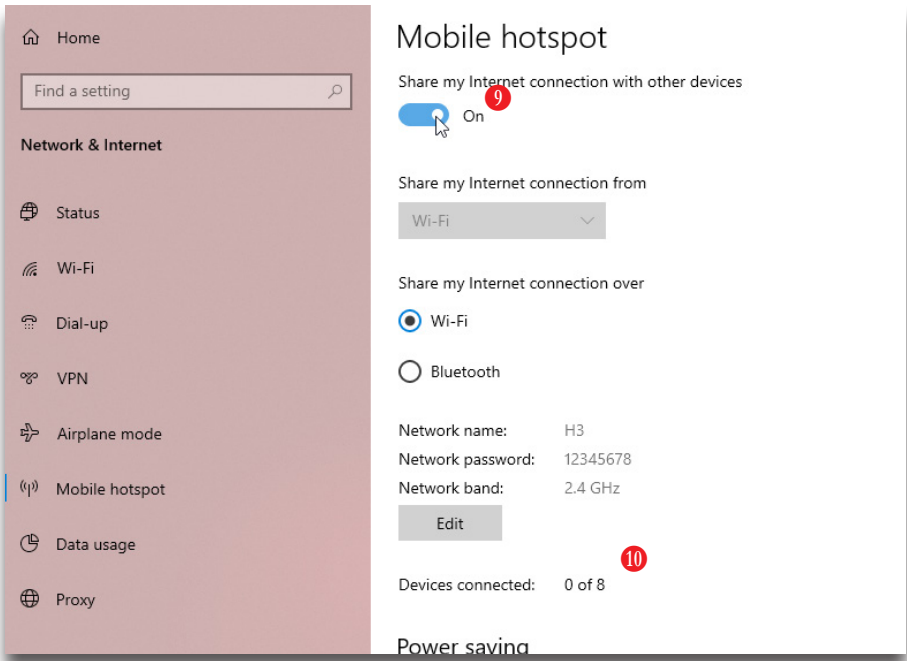 Home
Find a setting
Network & Internet
Status
Wi-Fi
Dial-up
VPN
Airplane mode
Mobile hotspot
Data usage
Proxy
Mobile hotspot
Share my Internet connection with other devices
9
On
Share my Internet connection from
Wi-Fi
Share my Internet connection over
Wi-Fi
Bluetooth
Network name: H3
Network password: 12345678
Network band: 2.4 GHz
Edit
10
Devices connected: 0 of 8
Power saving